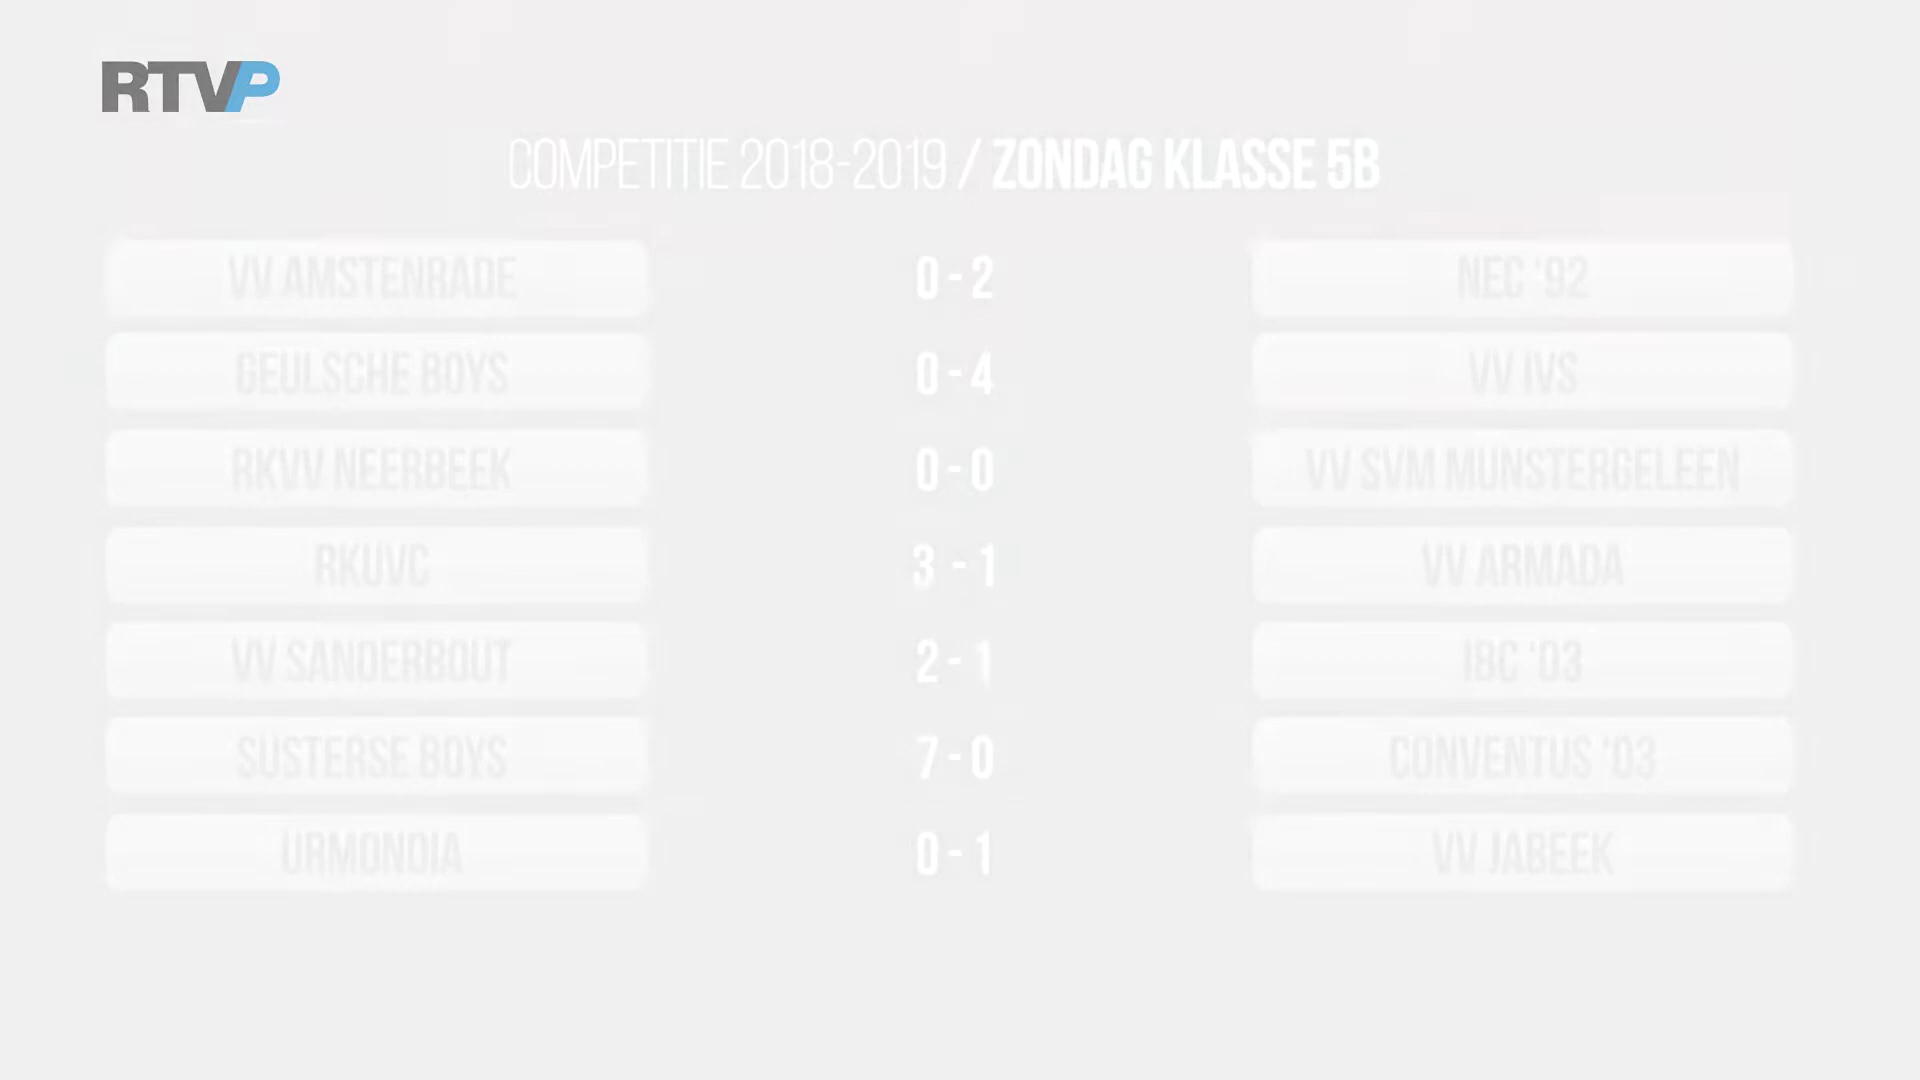 RTVP
COMPETITIE 2018-2019 / ZONDAG KLASSE 5B
VV AMSTENRADE 0 - 2 NEC '92
GEULSCHE BOYS 0 - 4 VV IVS
RKVV NEERBEEK 0 - 0 VV SVM MUNSTERGELEEN
RKUVC 3 - 1 VV ARMADA
VV SANDERBOUT 2 - 1 IBC '03
SUSTERSE BOYS 7 - 0 CONVENTUS '03
URMONDIA 0 - 1 VV JABEEK